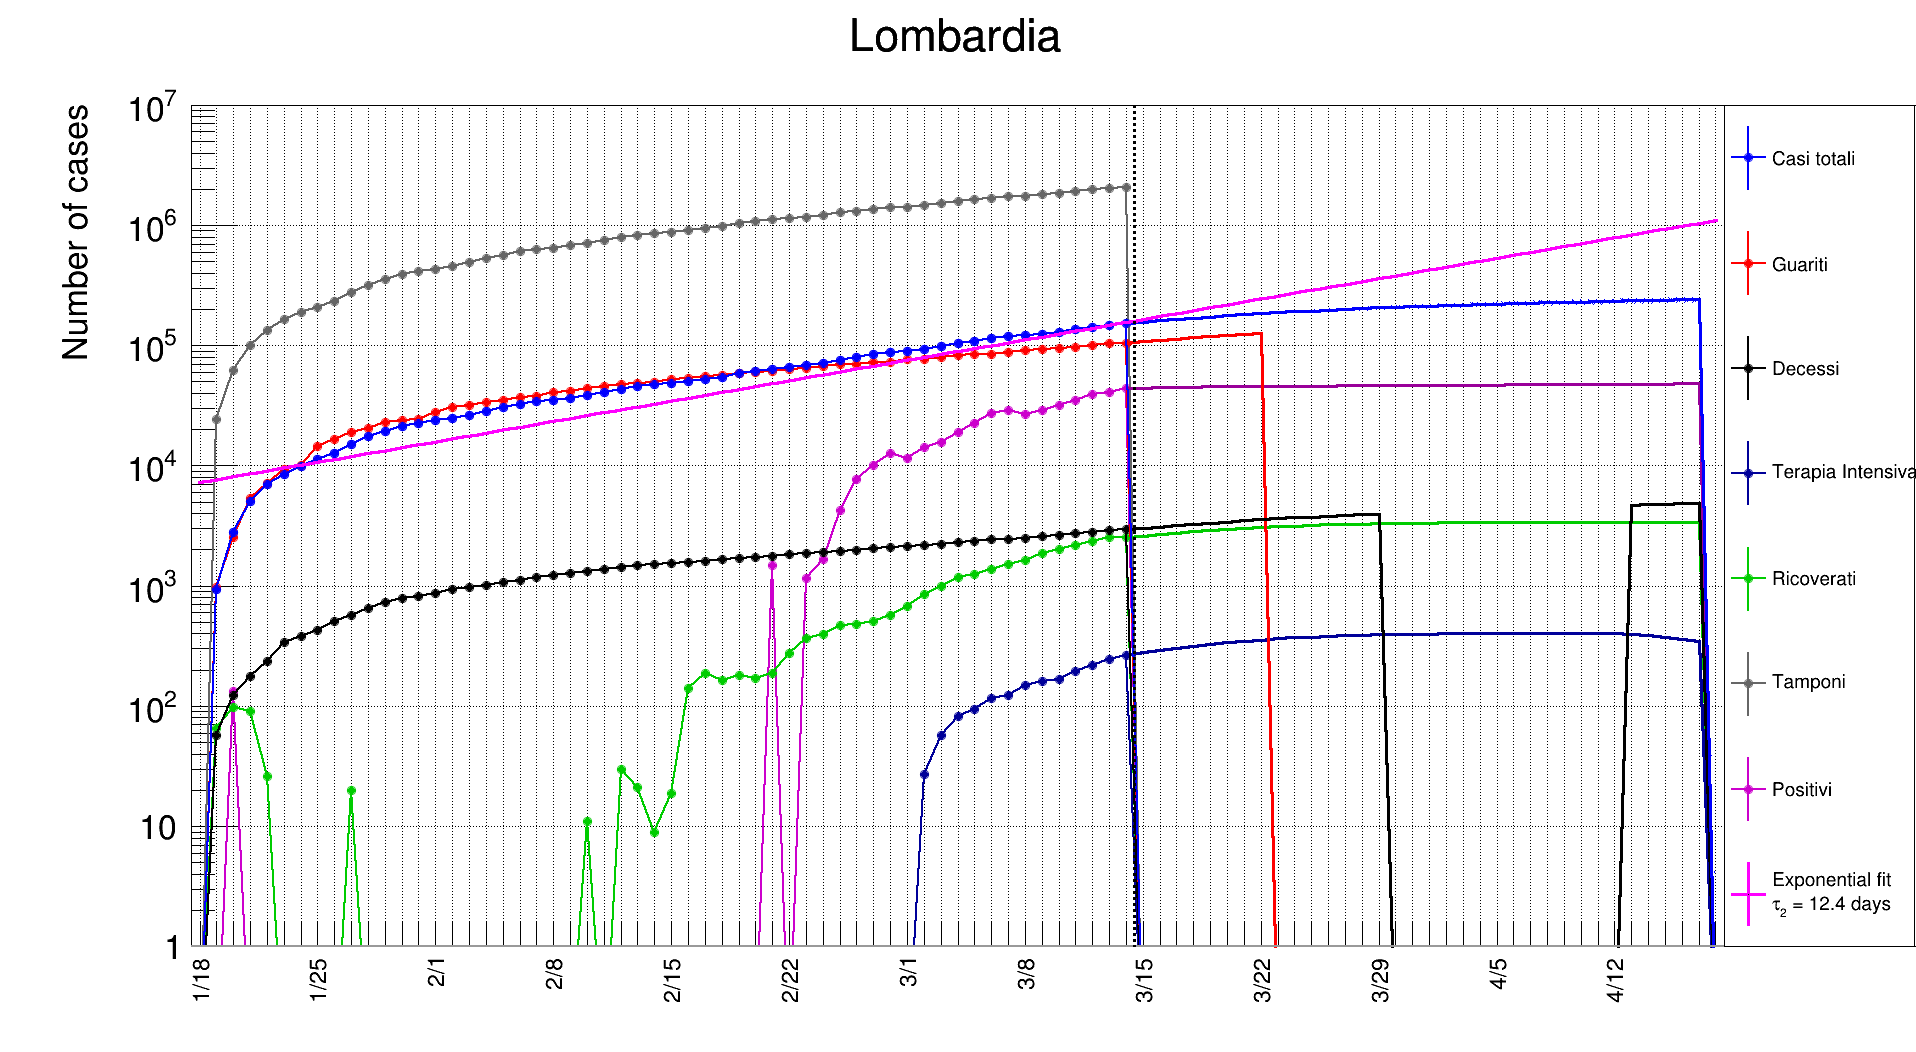 Lombardia
Number of cases
10^7
10^6
10^5
10^4
10^3
10^2
10
1
1/18
1/25
2/1
2/8
2/15
2/22
3/1
3/8
3/15
3/22
3/29
4/5
4/12
Casi totali
Guariti
Decessi
Terapia Intensiva
Ricoverati
Tamponi
Positivi
Exponential fit
τ_2 = 12.4 days